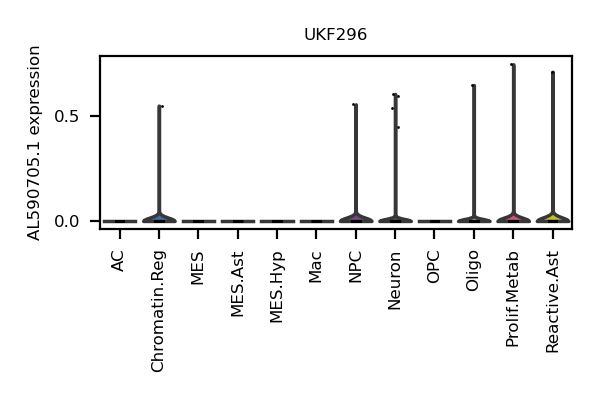 UKF296
AL590705.1 expression
0.5
0.0
AC
Chromatin.Reg
MES
MES.Ast
MES.Hyp
Mac
NPC
Neuron
OPC
Oligo
Prolif.Metab
Reactive.Ast